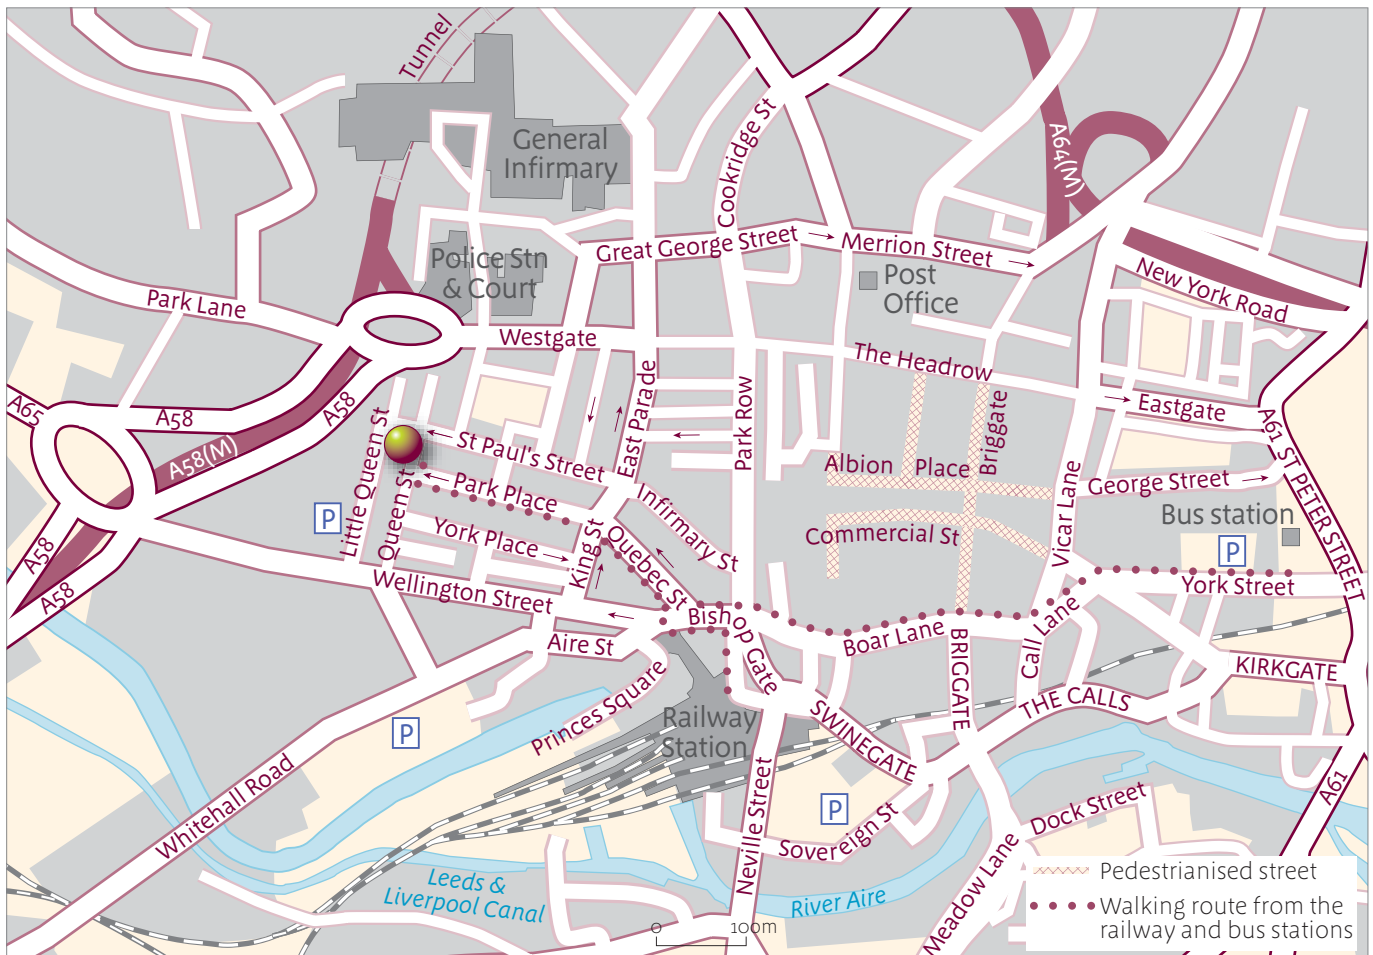 Tunnel
General
Infirmary
Cookridge St
A64(M)
Great George Street
Merrion Street
Police Stn
& Court
Post
Office
New York Road
Park Lane
Westgate
The Headrow
A65
A58
A58
A58(M)
Eastgate
East Parade
Park Row
Briggate
A61 ST PETER STREET
Little Queen St
St Paul's Street
Albion Place
Vicar Lane
George Street
Queen St
Park Place
Infirmary St
Commercial St
Bus station
P
P
York Place
King St
Quebec St
A58
A58
Wellington Street
York Street
Bishop Gate
Boar Lane
Call Lane
Aire St
BRIGGATE
KIRKGATE
Princes Square
Railway
Station
SWINEGATE
THE CALLS
P
Whitehall Road
Neville Street
P
Sovereign St
Dock Street
A61
Meadow Lane
Leeds &
Liverpool Canal
River Aire
0 100m
Pedestrianised street
Walking route from the
railway and bus stations